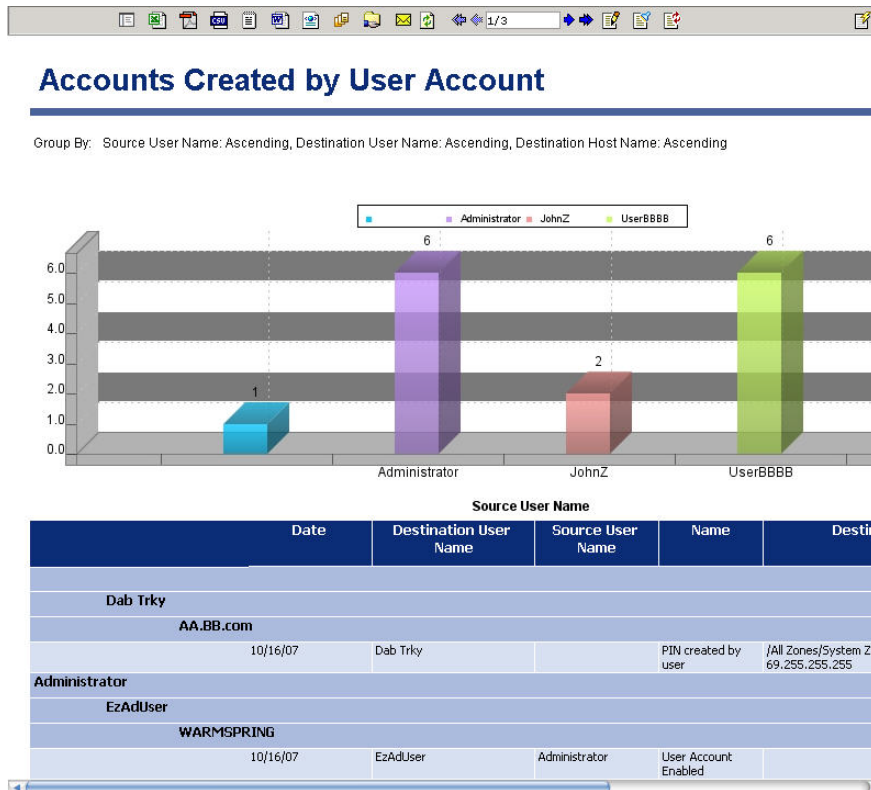 CSV
1/3
Accounts Created by User Account
Group By: Source User Name: Ascending, Destination User Name: Ascending, Destination Host Name: Ascending
Administrator JohnZ UserBBBB
6 6
6.0
5.0
4.0
3.0
2
2.0
1
1.0
0.0
Administrator JohnZ UserBBBB
Source User Name
Date Destination User Name Source User Name Name Destin
Dab Trky
AA.BB.com
10/16/07 Dab Trky PIN created by user /All Zones/System Z 69.255.255.255
Administrator
EzAdUser
WARMSPRING
10/16/07 EzAdUser Administrator User Account Enabled